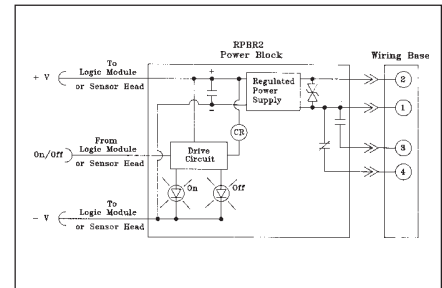 RPBR2
Power Block
Wiring Base
To
+ V Logic Module
or Sensor Head
+
Regulated
Power
Supply
2
1
CR
From
On/Off Logic Module
or Sensor Head
Drive
Circuit
3
4
On Off
To
- V Logic Module
or Sensor Head